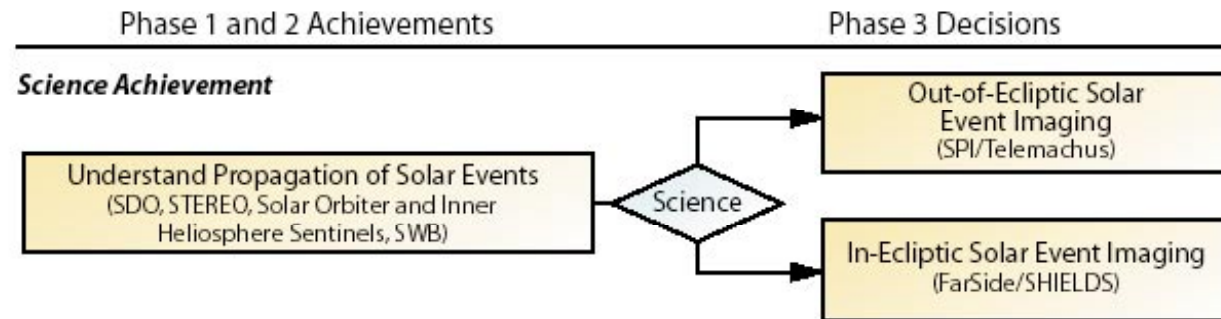 Phase 1 and 2 Achievements
Phase 3 Decisions
Science Achievement
Understand Propagation of Solar Events
(SDO, STEREO, Solar Orbiter and Inner
Heliosphere Sentinels, SWB)
Science
Out-of-Ecliptic Solar
Event Imaging
(SPI/Telemachus)
In-Ecliptic Solar Event Imaging
(FarSide/SHIELDS)